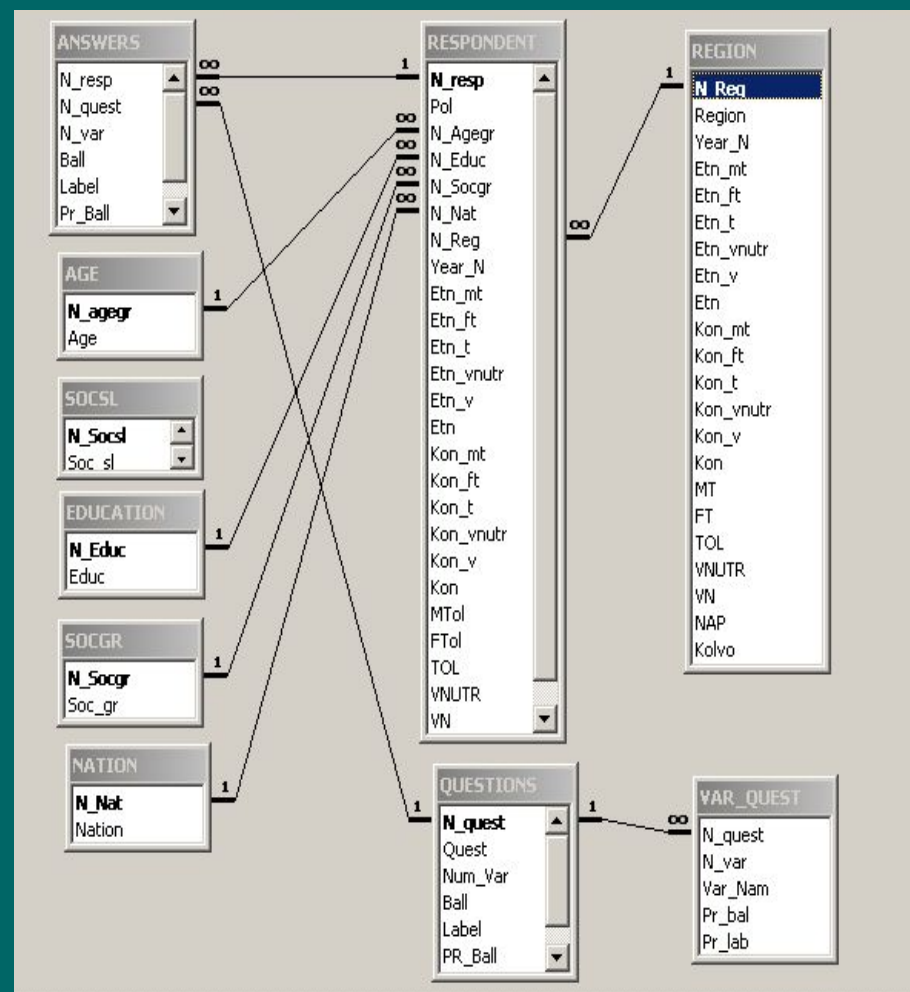 ANSWERS
N_resp
N_quest
N_var
Ball
Label
Pr_Ball
AGE
N_agegr
Age
SOCSL
N_Socsl
Soc_sl
EDUCATION
N_Educ
Educ
SOCGR
N_Socgr
Soc_gr
NATION
N_Nat
Nation
∞
∞
1
1
1
1
RESPONDENT
N_resp
Pol
N_Agegr
N_Educ
N_Socgr
N_Nat
N_Reg
Year_N
Etn_mt
Etn_ft
Etn_t
Etn_vnutr
Etn_v
Etn
Kon_mt
Kon_ft
Kon_t
Kon_vnutr
Kon_v
Kon
MTol
FTol
TOL
VNUTR
VN
1
∞
∞
∞
∞
∞
1
REGION
N_Reg
Region
Year_N
Etn_mt
Etn_ft
Etn_t
Etn_vnutr
Etn_v
Etn
Kon_mt
Kon_ft
Kon_t
Kon_vnutr
Kon_v
Kon
MT
FT
TOL
VNUTR
VN
NAP
Kolvo
QUESTIONS
N_quest
Quest
Num_Var
Ball
Label
PR_Ball
1
1
∞
VAR_QUEST
N_quest
N_var
Var_Nam
Pr_bal
Pr_lab